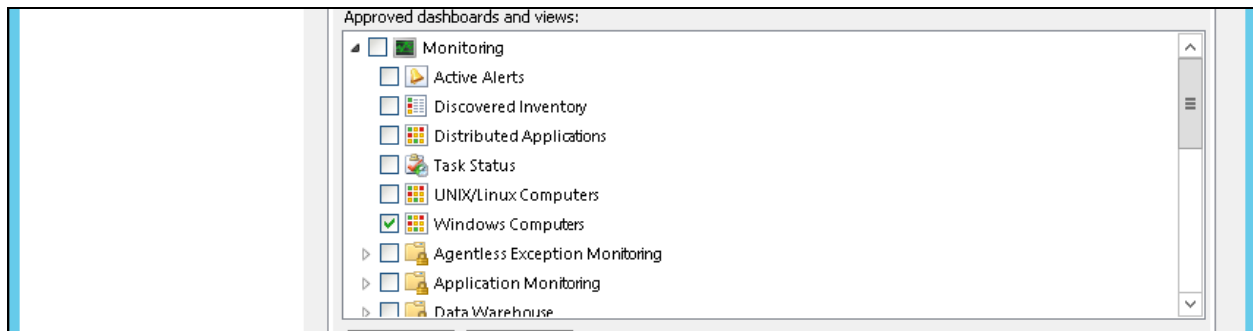 Approved dashboards and views:
Monitoring
Active Alerts
Discovered Inventory
Distributed Applications
Task Status
UNIX/Linux Computers
Windows Computers
Agentless Exception Monitoring
Application Monitoring
Data Warehouse